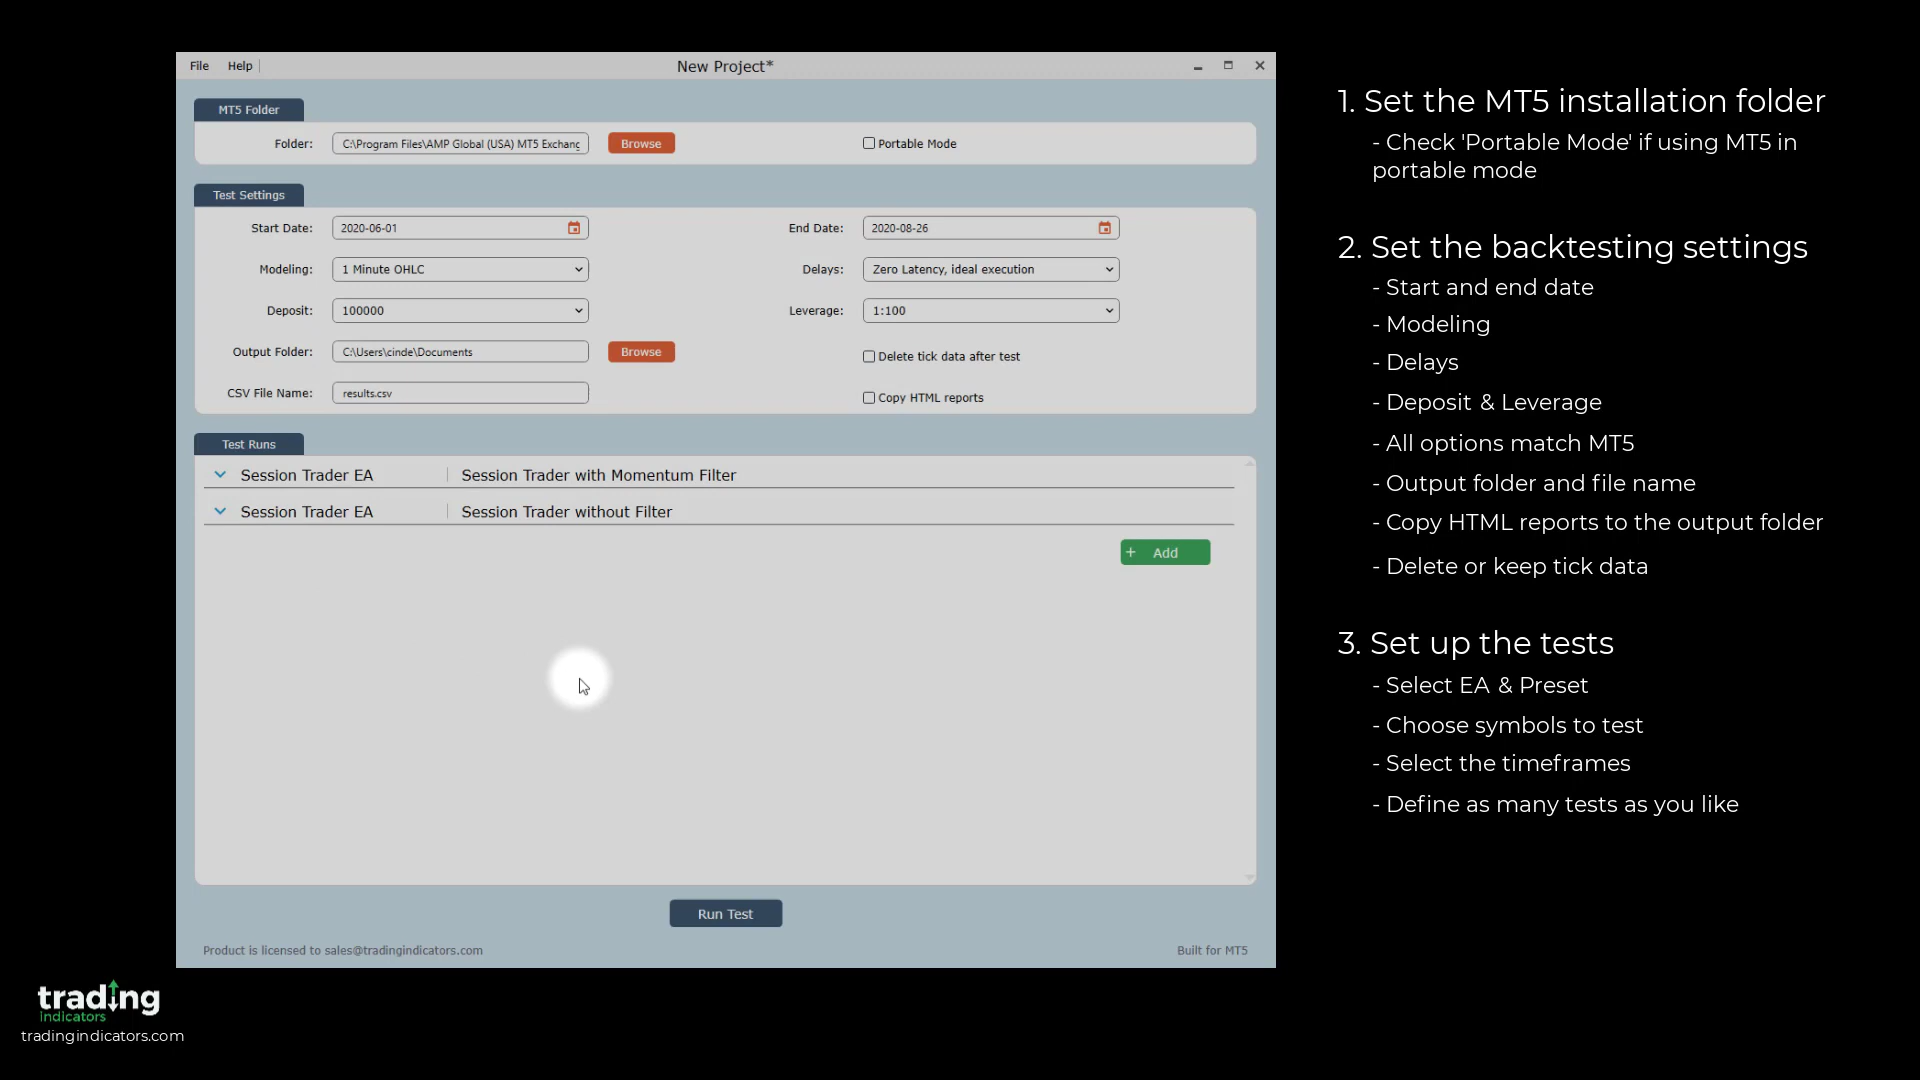 File Help New Project*
MT5 Folder
Folder: C:\Program Files\AMP Global (USA) MT5 Exchang Browse Portable Mode
Test Settings
Start Date: 2020-06-01 End Date: 2020-08-26
Modeling: 1 Minute OHLC Delays: Zero Latency, ideal execution
Deposit: 100000 Leverage: 1:100
Output Folder: C:\Users\cinde\Documents Browse Delete tick data after test
CSV File Name: results.csv Copy HTML reports
Test Runs
Session Trader EA Session Trader with Momentum Filter
Session Trader EA Session Trader without Filter
+ Add
Run Test
Product is licensed to sales@tradingindicators.com Built for MT5
1. Set the MT5 installation folder
- Check 'Portable Mode' if using MT5 in
portable mode
2. Set the backtesting settings
- Start and end date
- Modeling
- Delays
- Deposit & Leverage
- All options match MT5
- Output folder and file name
- Copy HTML reports to the output folder
- Delete or keep tick data
3. Set up the tests
- Select EA & Preset
- Choose symbols to test
- Select the timeframes
- Define as many tests as you like
trading
indicators
tradingindicators.com